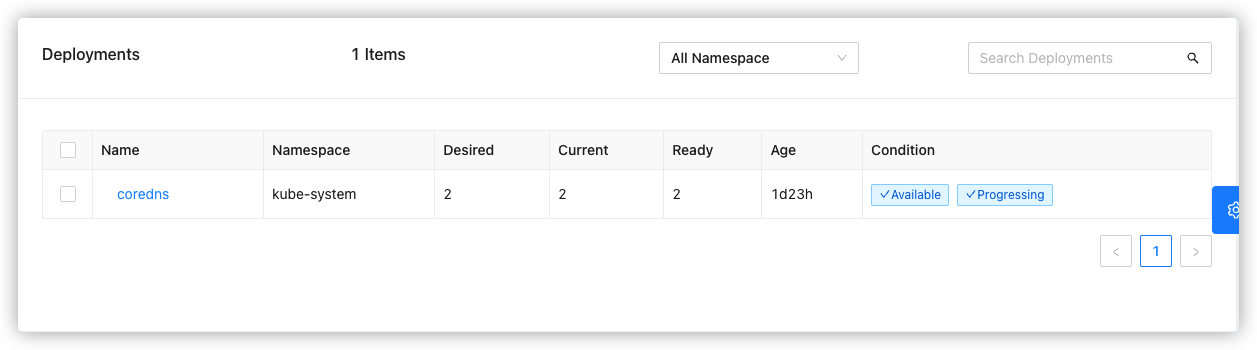 Deployments 1 Items All Namespace Search Deployments
Name Namespace Desired Current Ready Age Condition
coredns kube-system 2 2 2 1d23h Available Progressing
< 1 >